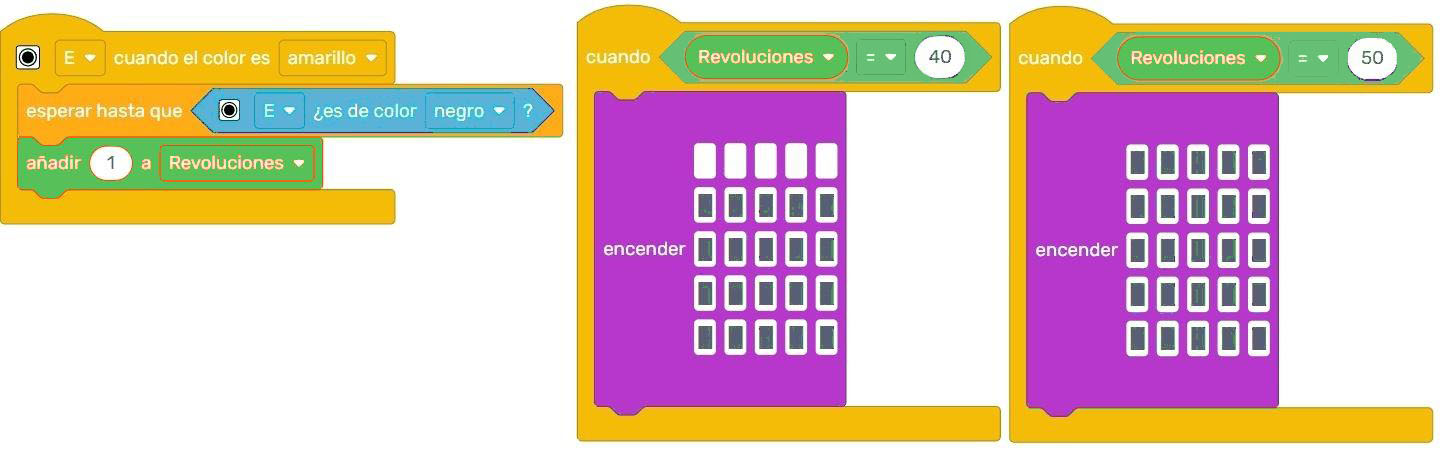 E cuando el color es amarillo
esperar hasta que E ¿es de color negro ?
añadir 1 a Revoluciones
cuando Revoluciones = 40
encender
cuando Revoluciones = 50
encender